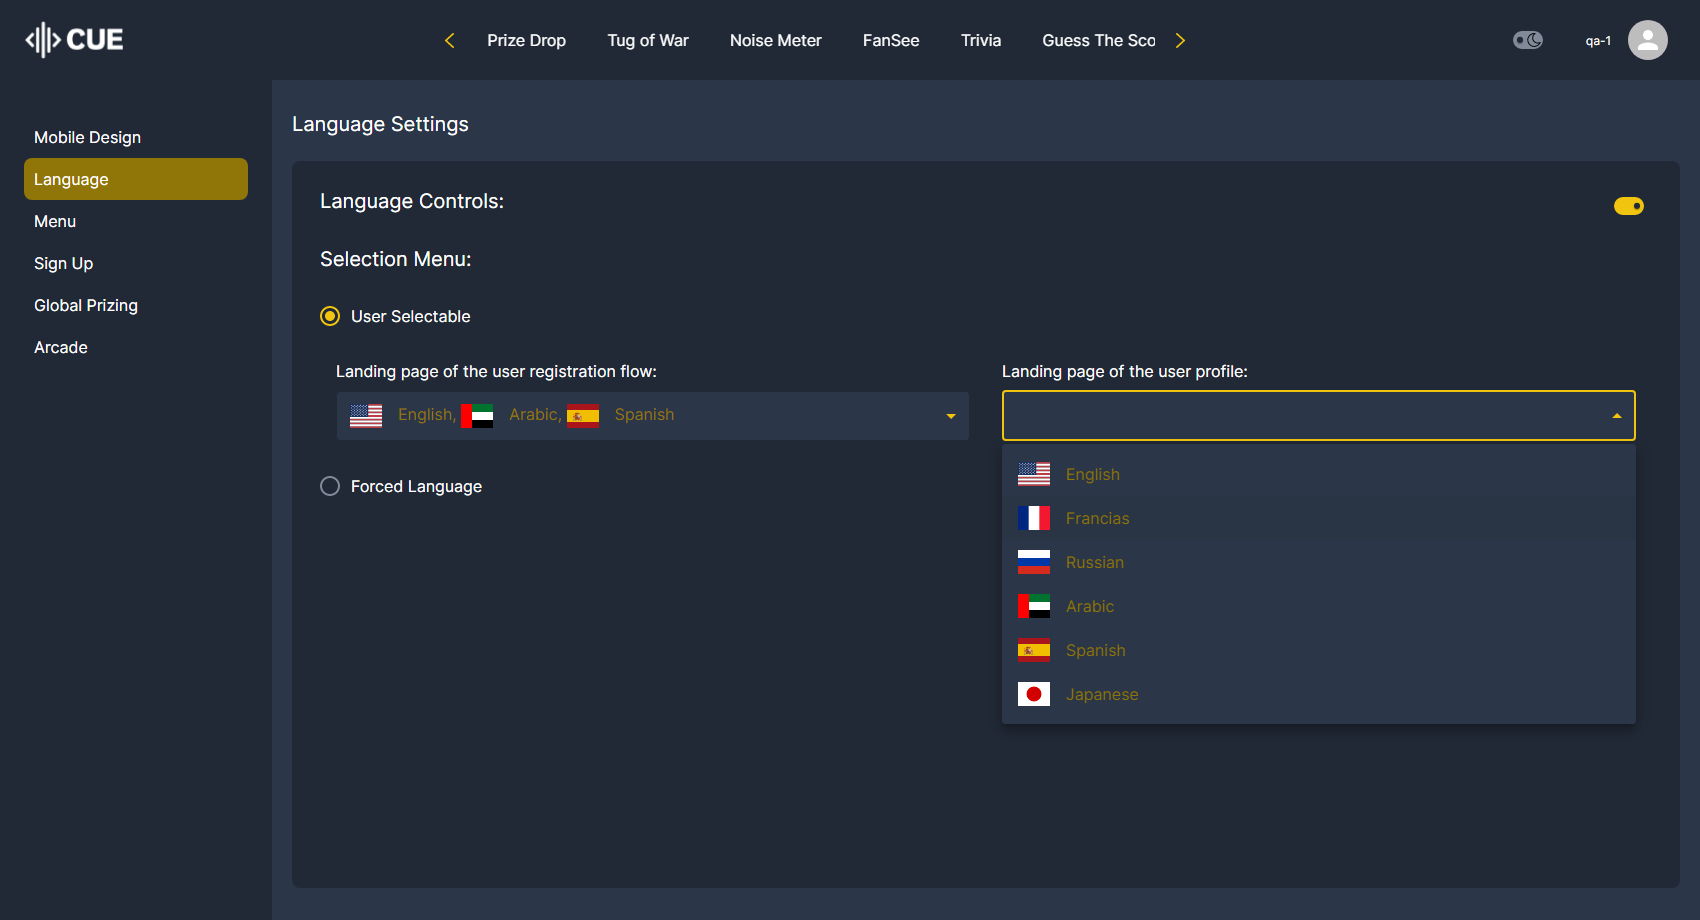 CUE
Prize Drop
Tug of War
Noise Meter
FanSee
Trivia
Guess The Sco
qa-1
Mobile Design
Language
Menu
Sign Up
Global Prizing
Arcade
Language Settings
Language Controls:
Selection Menu:
User Selectable
Landing page of the user registration flow:
English, Arabic, Spanish
Landing page of the user profile:
English
Francias
Russian
Arabic
Spanish
Japanese
Forced Language